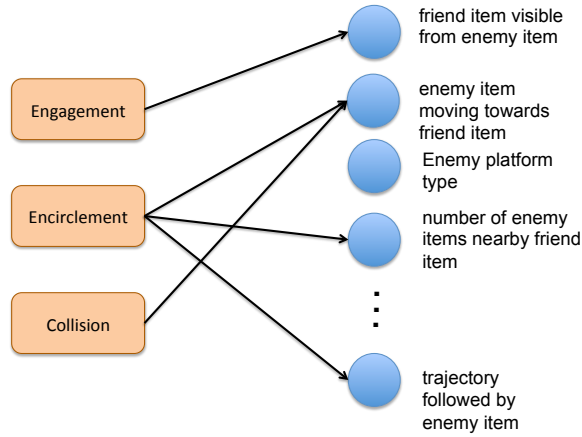 Engagement
Encirclement
Collision
friend item visible
from enemy item
enemy item
moving towards
friend item
Enemy platform
type
number of enemy
items nearby friend
item
trajectory
followed by
enemy item